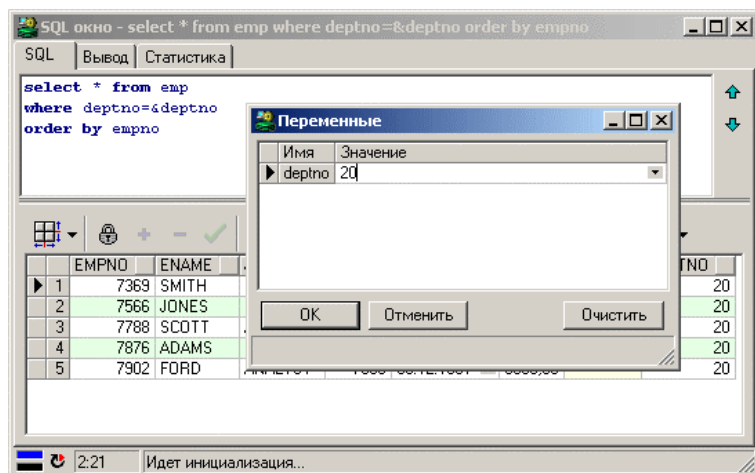 SQL окно - select * from emp where deptno=&deptno order by empno
SQL Вывод Статистика
select * from emp
where deptno=&deptno
order by empno
Переменные
Имя Значение
deptno 20
OK Отменить Очистить
EMPNO ENAME TNO
1 7369 SMITH 20
2 7566 JONES 20
3 7788 SCOTT 20
4 7876 ADAMS 20
5 7902 FORD 20
2:21 Идет инициализация...